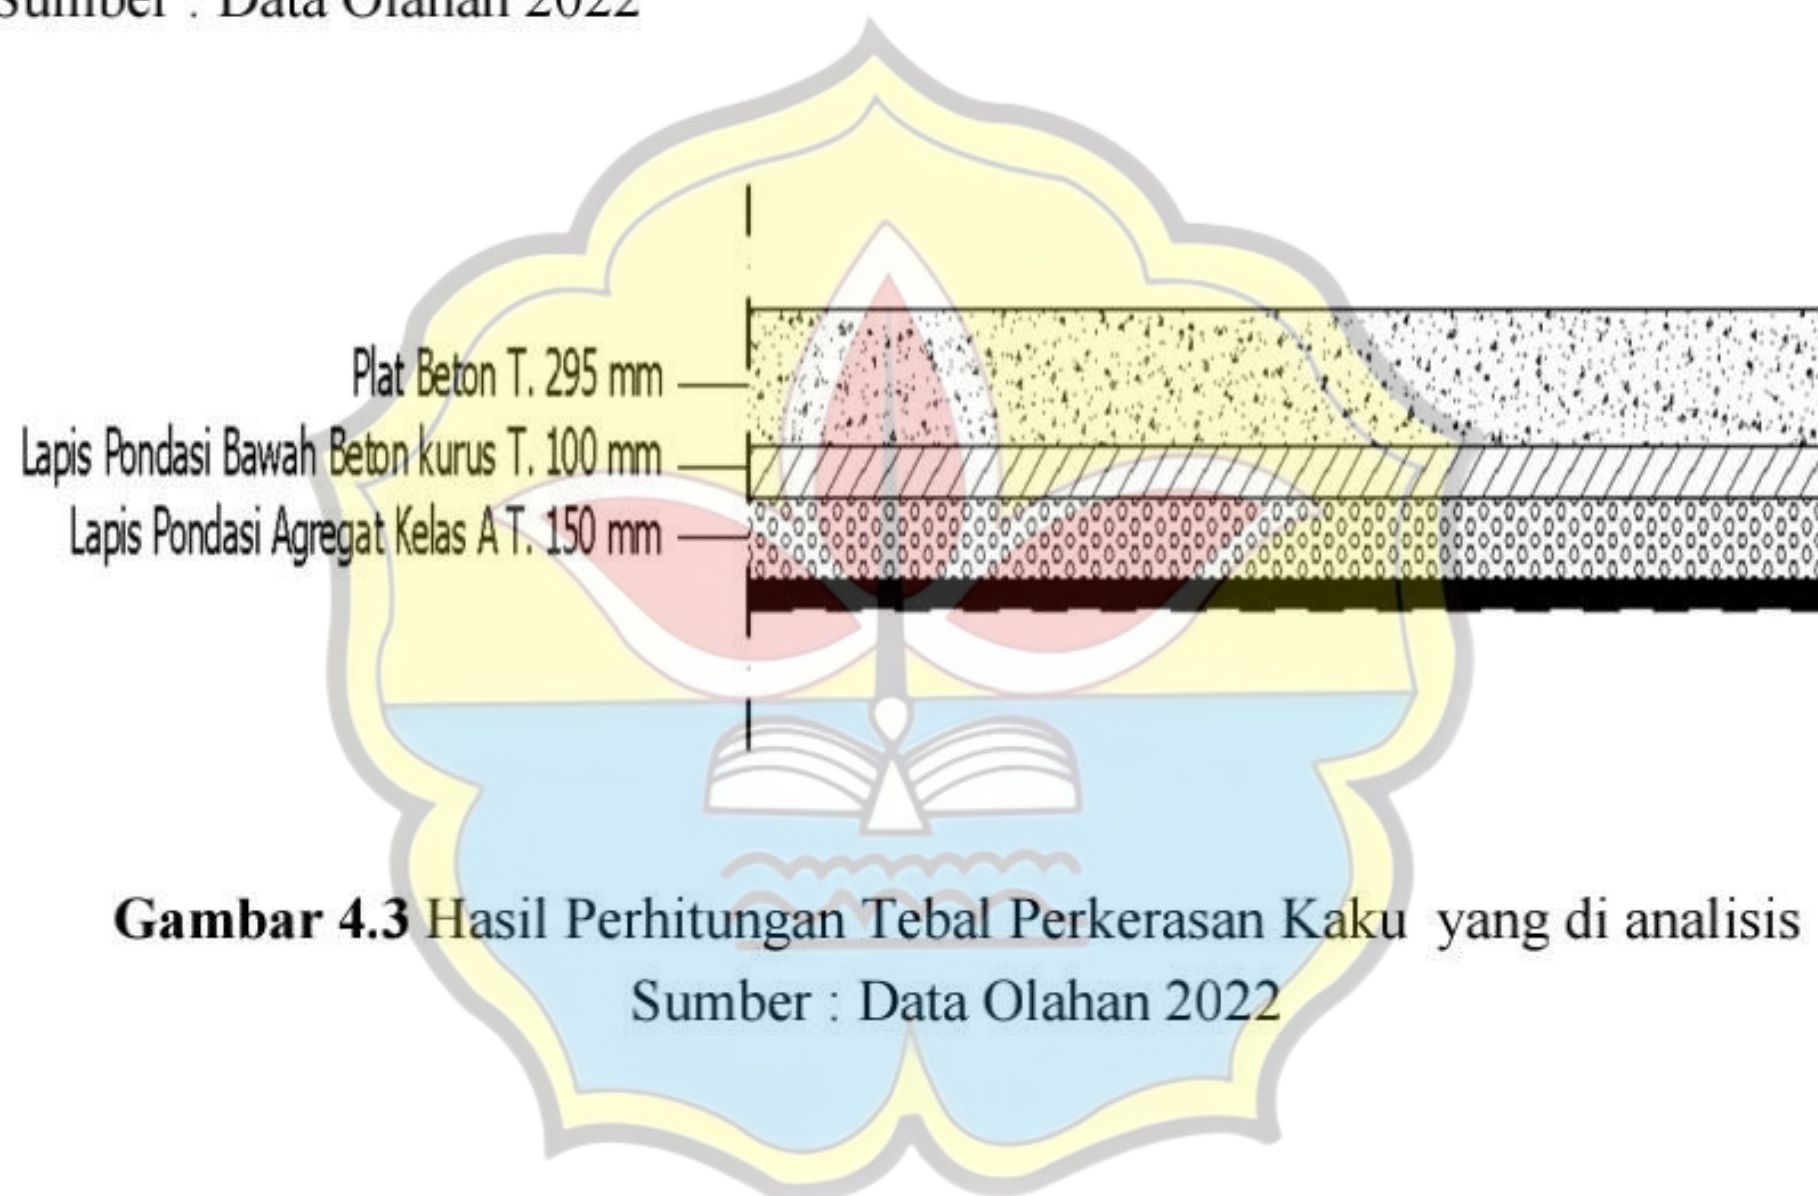 Sumber : Data Olahan 2022
Plat Beton T. 295 mm
Lapis Pondasi Bawah Beton kurus T. 100 mm
Lapis Pondasi Agregat Kelas A T. 150 mm
Gambar 4.3 Hasil Perhitungan Tebal Perkerasan Kaku yang di analisis
Sumber : Data Olahan 2022